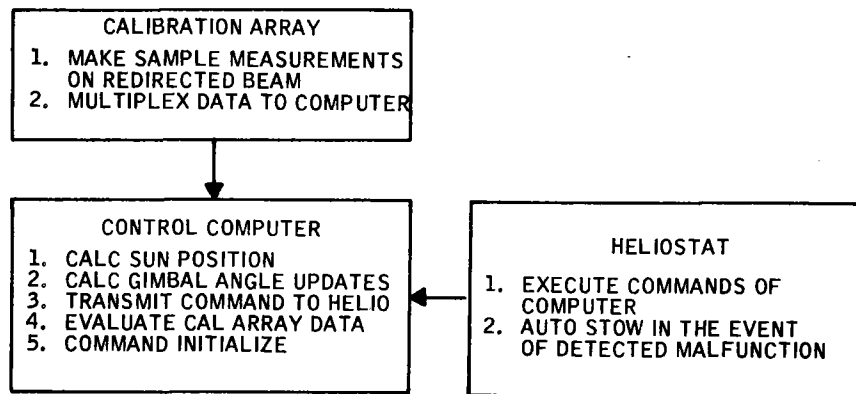 CALIBRATION ARRAY
1. MAKE SAMPLE MEASUREMENTS
ON REDIRECTED BEAM
2. MULTIPLEX DATA TO COMPUTER
CONTROL COMPUTER
1. CALC SUN POSITION
2. CALC GIMBAL ANGLE UPDATES
3. TRANSMIT COMMAND TO HELIO
4. EVALUATE CAL ARRAY DATA
5. COMMAND INITIALIZE
HELIOSTAT
1. EXECUTE COMMANDS OF
COMPUTER
2. AUTO STOW IN THE EVENT
OF DETECTED MALFUNCTION